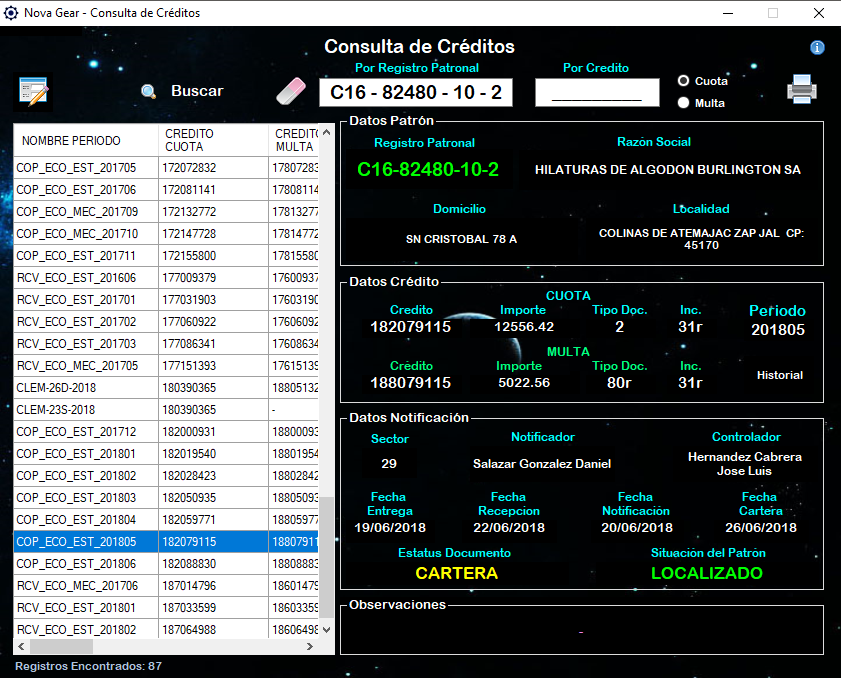 Nova Gear - Consulta de Créditos
Consulta de Créditos
Por Registro Patronal
Por Credito
Buscar
C16 - 82480 - 10 - 2
_________
Cuota
Multa
NOMBRE PERIODO CREDITO CUOTA CREDITO MULTA
COP_ECO_EST_201705 172072832 17807283
COP_ECO_EST_201706 172081141 17808114
COP_ECO_MEC_201709 172132772 17813277
COP_ECO_MEC_201710 172147728 17814772
COP_ECO_EST_201711 172155800 17815580
RCV_ECO_EST_201606 177009379 17600937
RCV_ECO_EST_201701 177031903 17603190
RCV_ECO_EST_201702 177060922 17606092
RCV_ECO_EST_201703 177086341 17608634
RCV_ECO_MEC_201705 177151393 17615139
CLEM-26D-2018 180390365 18805132
CLEM-23S-2018 180390365 -
COP_ECO_EST_201712 182000931 18800093
COP_ECO_EST_201801 182019540 18801954
COP_ECO_EST_201802 182028423 18802842
COP_ECO_EST_201803 182050935 18805093
COP_ECO_EST_201804 182059771 18805977
COP_ECO_EST_201805 182079115 18807911
COP_ECO_EST_201806 182088830 18808883
RCV_ECO_MEC_201706 187014796 18601479
RCV_ECO_EST_201801 187033599 18603359
RCV_ECO_EST_201802 187064988 18606498
Registros Encontrados: 87
Datos Patrón
Registro Patronal Razón Social
C16-82480-10-2 HILATURAS DE ALGODON BURLINGTON SA
Domicilio Localidad
SN CRISTOBAL 78 A
COLINAS DE ATEMAJAC ZAP JAL CP:
45170
Datos Crédito
CUOTA
Credito Importe Tipo Doc. Inc. Periodo
182079115 12556.42 2 31r 201805
MULTA
Crédito Importe Tipo Doc. Inc.
188079115 5022.56 80r 31r
Historial
Datos Notificación
Sector Notificador Controlador
29 Salazar Gonzalez Daniel
Hernandez Cabrera
Jose Luis
Fecha Entrega Fecha Recepcion Fecha Notificación Fecha Cartera
19/06/2018 22/06/2018 20/06/2018 26/06/2018
Estatus Documento Situación del Patrón
CARTERA LOCALIZADO
Observaciones
-